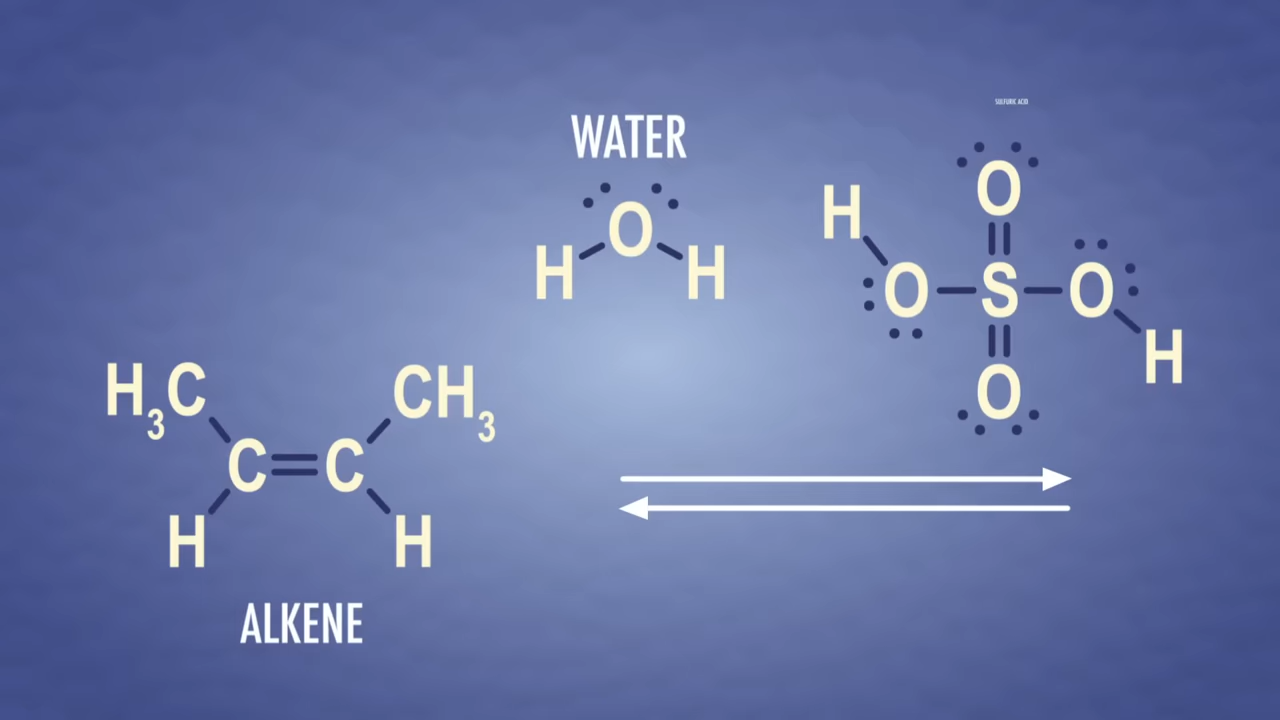 SULFURIC ACID
WATER
O
H H
H
O
O S O
H
O
H₃C CH₃
C=C
H H
ALKENE